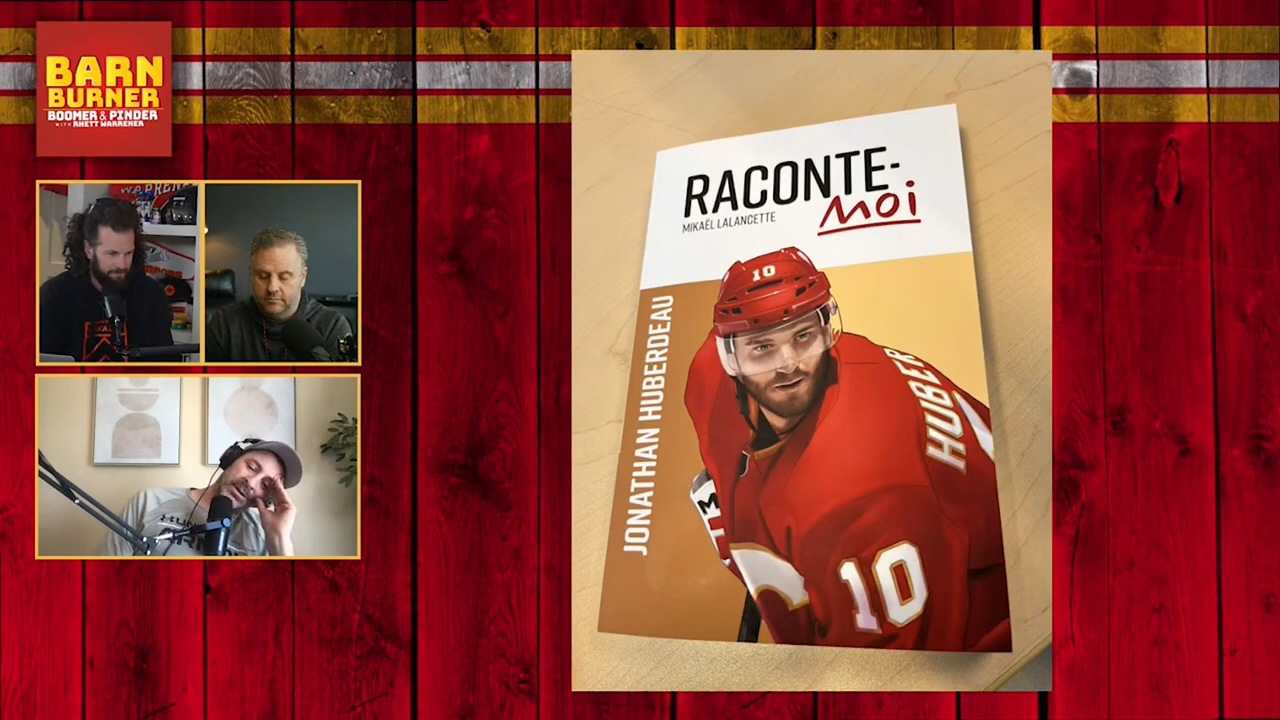 BARN
BURNER
BOOMER & PINDER
WITH RHETT WARRENER
RACONTE-
MOI
MIKAËL LALANCETTE
JONATHAN HUBERDEAU
10
HUBER
10